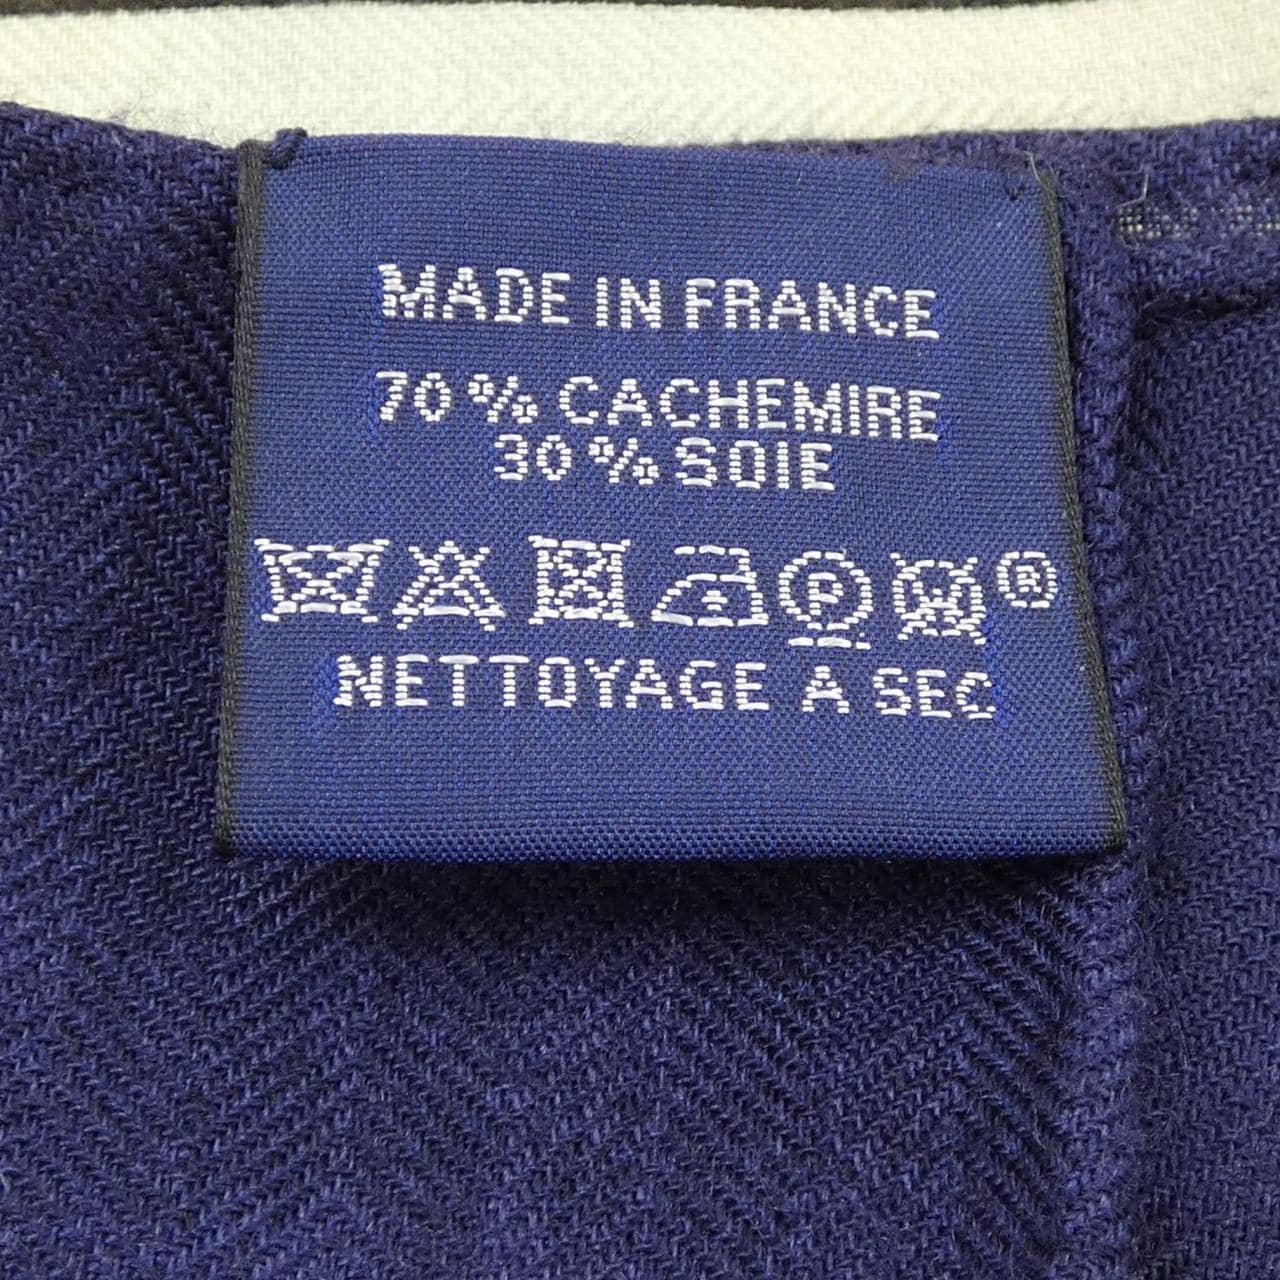 MADE IN FRANCE
70% CACHEMIRE
30% SOIE
P W ®
NETTOYAGE A SEC